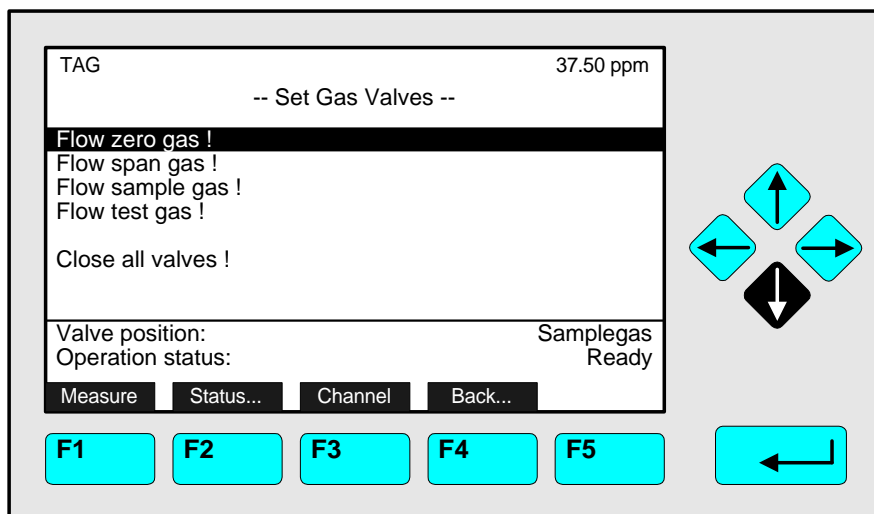 TAG 37.50 ppm
-- Set Gas Valves --
Flow zero gas !
Flow span gas !
Flow sample gas !
Flow test gas !
Close all valves !
Valve position: Samplegas
Operation status: Ready
Measure Status... Channel Back...
F1 F2 F3 F4 F5